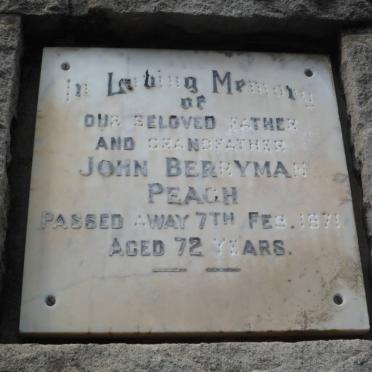 In Loving Memory
of
OUR BELOVED FATHER
AND GRANDFATHER
JOHN BERRYMAN
PEACH
PASSED AWAY 7TH FEB. 1971
AGED 72 YEARS.